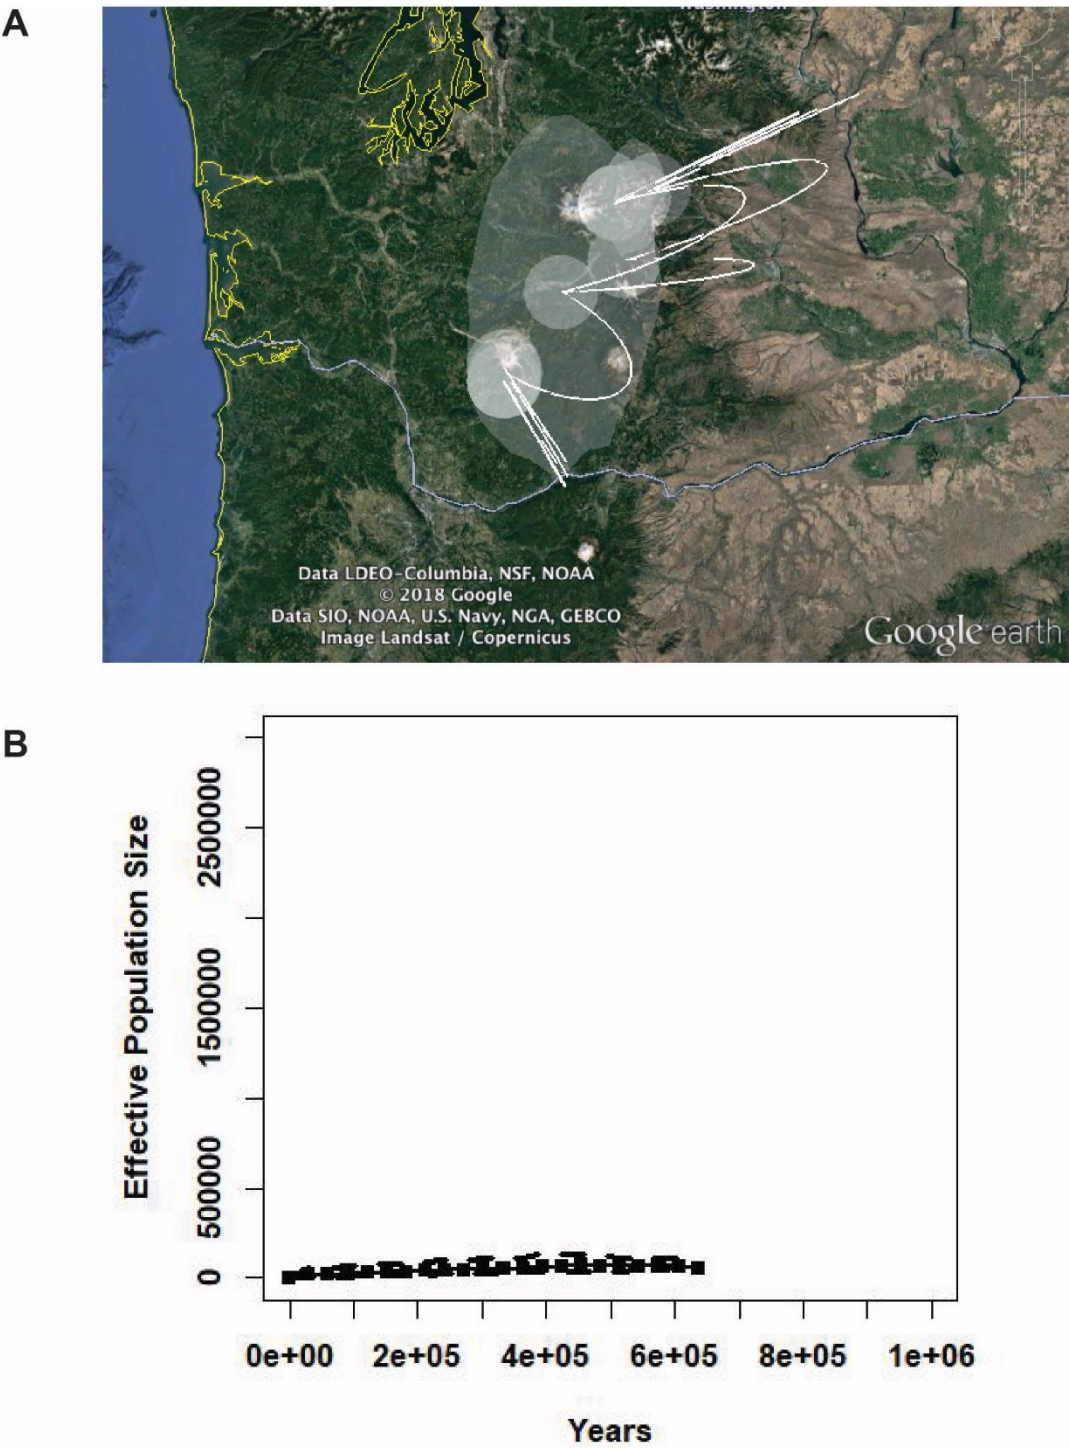 A
Washington
Data LDEO-Columbia, NSF, NOAA
© 2018 Google
Data SIO, NOAA, U.S. Navy, NGA, GEBCO
Image Landsat / Copernicus
Google earth
B
Effective Population Size
2500000
1500000
500000
0
0e+00 2e+05 4e+05 6e+05 8e+05 1e+06
Years